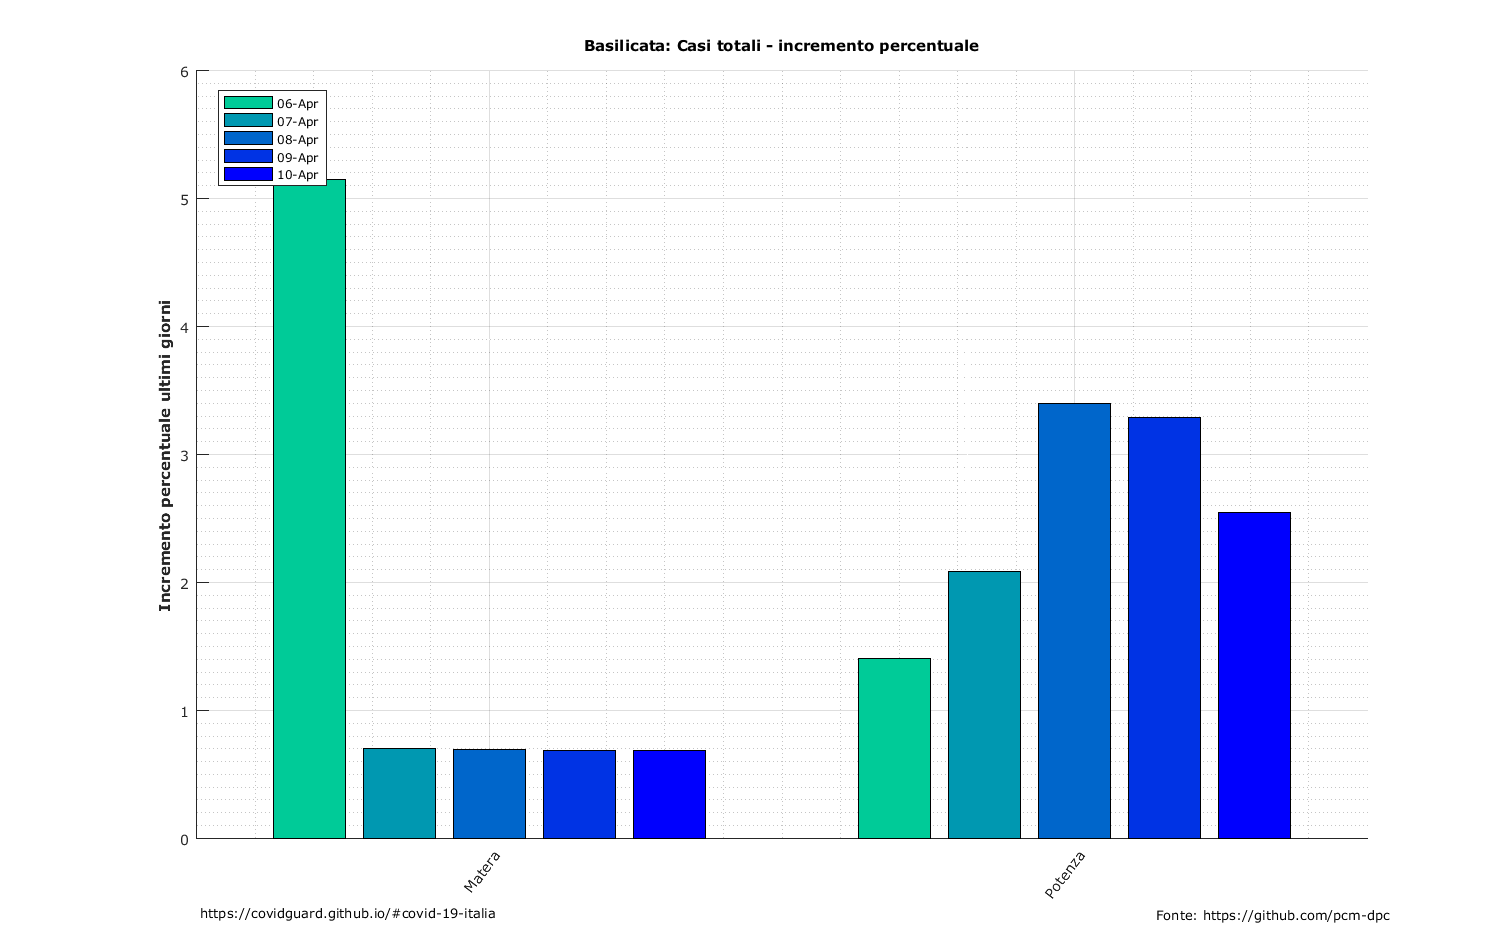 Basilicata: Casi totali - incremento percentuale
6
5
4
3
2
1
0
Incremento percentuale ultimi giorni
06-Apr
07-Apr
08-Apr
09-Apr
10-Apr
Matera
Potenza
https://covidguard.github.io/#covid-19-italia
Fonte: https://github.com/pcm-dpc